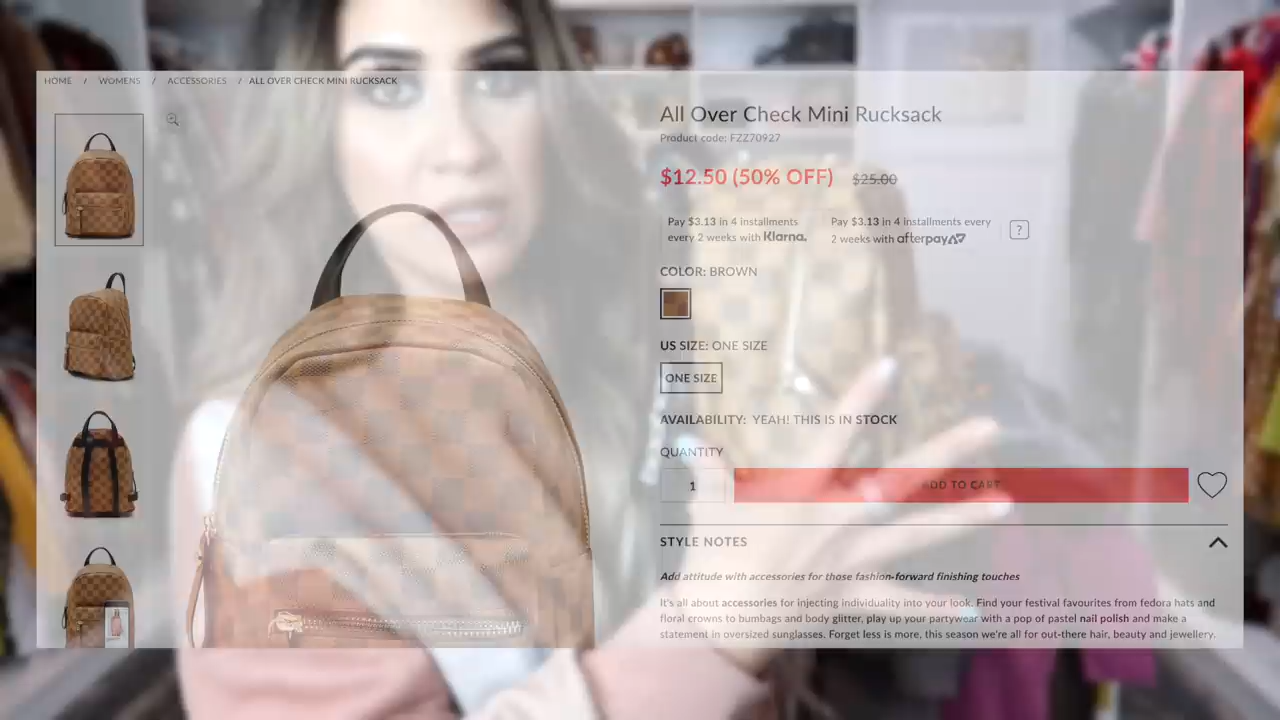 HOME / WOMENS / ACCESSORIES / ALL OVER CHECK MINI RUCKSACK
All Over Check Mini Rucksack
Product code: FZZ70927
$12.50 (50% OFF) $25.00
Pay $3.13 in 4 installments
every 2 weeks with Klarna.
Pay $3.13 in 4 installments every
2 weeks with afterpay
?
COLOR: BROWN
US SIZE: ONE SIZE
ONE SIZE
AVAILABILITY: YEAH! THIS IS IN STOCK
QUANTITY
1
ADD TO CART
STYLE NOTES
Add attitude with accessories for those fashion-forward finishing touches
It's all about accessories for injecting individuality into your look. Find your festival favourites from fedora hats and
floral crowns to bumbags and body glitter, play up your partywear with a pop of pastel nail polish and make a
statement in oversized sunglasses. Forget less is more, this season we're all for out-there hair, beauty and jewellery.